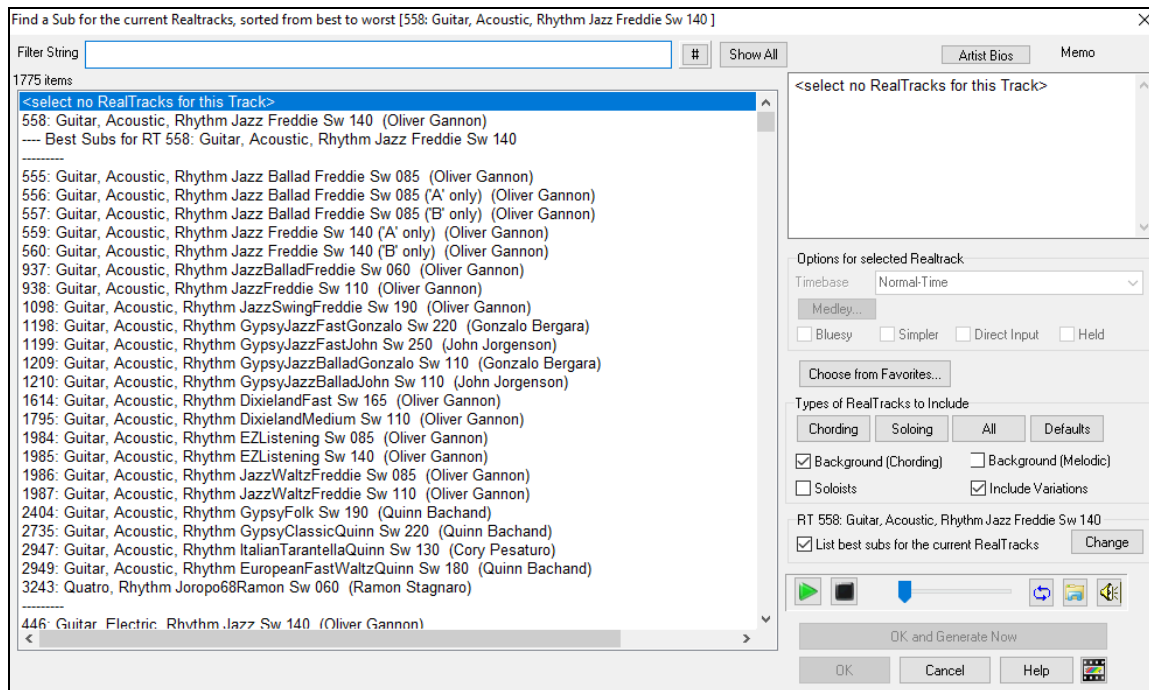 Find a Sub for the current Realtracks, sorted from best to worst [558: Guitar, Acoustic, Rhythm Jazz Freddie Sw 140 ]
Filter String
#
Show All
Artist Bios
Memo
1775 items
<select no RealTracks for this Track>
558: Guitar, Acoustic, Rhythm Jazz Freddie Sw 140 (Oliver Gannon)
---- Best Subs for RT 558: Guitar, Acoustic, Rhythm Jazz Freddie Sw 140
---------
555: Guitar, Acoustic, Rhythm Jazz Ballad Freddie Sw 085 (Oliver Gannon)
556: Guitar, Acoustic, Rhythm Jazz Ballad Freddie Sw 085 ('A' only) (Oliver Gannon)
557: Guitar, Acoustic, Rhythm Jazz Ballad Freddie Sw 085 ('B' only) (Oliver Gannon)
559: Guitar, Acoustic, Rhythm Jazz Freddie Sw 140 ('A' only) (Oliver Gannon)
560: Guitar, Acoustic, Rhythm Jazz Freddie Sw 140 ('B' only) (Oliver Gannon)
937: Guitar, Acoustic, Rhythm JazzBalladFreddie Sw 060 (Oliver Gannon)
938: Guitar, Acoustic, Rhythm JazzFreddie Sw 110 (Oliver Gannon)
1098: Guitar, Acoustic, Rhythm JazzSwingFreddie Sw 190 (Oliver Gannon)
1198: Guitar, Acoustic, Rhythm GypsyJazzFastGonzalo Sw 220 (Gonzalo Bergara)
1199: Guitar, Acoustic, Rhythm GypsyJazzFastJohn Sw 250 (John Jorgenson)
1209: Guitar, Acoustic, Rhythm GypsyJazzBalladGonzalo Sw 110 (Gonzalo Bergara)
1210: Guitar, Acoustic, Rhythm GypsyJazzBalladJohn Sw 110 (John Jorgenson)
1614: Guitar, Acoustic, Rhythm DixielandFast Sw 165 (Oliver Gannon)
1795: Guitar, Acoustic, Rhythm DixielandMedium Sw 110 (Oliver Gannon)
1984: Guitar, Acoustic, Rhythm EZListening Sw 085 (Oliver Gannon)
1985: Guitar, Acoustic, Rhythm EZListening Sw 140 (Oliver Gannon)
1986: Guitar, Acoustic, Rhythm JazzWaltzFreddie Sw 085 (Oliver Gannon)
1987: Guitar, Acoustic, Rhythm JazzWaltzFreddie Sw 110 (Oliver Gannon)
2404: Guitar, Acoustic, Rhythm GypsyFolk Sw 190 (Quinn Bachand)
2735: Guitar, Acoustic, Rhythm GypsyClassicQuinn Sw 220 (Quinn Bachand)
2947: Guitar, Acoustic, Rhythm ItalianTarantellaQuinn Sw 130 (Cory Pesaturo)
2949: Guitar, Acoustic, Rhythm EuropeanFastWaltzQuinn Sw 180 (Quinn Bachand)
3243: Quatro, Rhythm Joropo68Ramon Sw 060 (Ramon Stagnaro)
---------
446: Guitar, Electric, Rhythm Jazz Sw 140 (Oliver Gannon)
<select no RealTracks for this Track>
Options for selected Realtrack
Timebase
Normal-Time
Medley...
Bluesy
Simpler
Direct Input
Held
Choose from Favorites...
Types of RealTracks to Include
Chording
Soloing
All
Defaults
Background (Chording)
Background (Melodic)
Soloists
Include Variations
RT 558: Guitar, Acoustic, Rhythm Jazz Freddie Sw 140
List best subs for the current RealTracks
Change
OK and Generate Now
OK
Cancel
Help